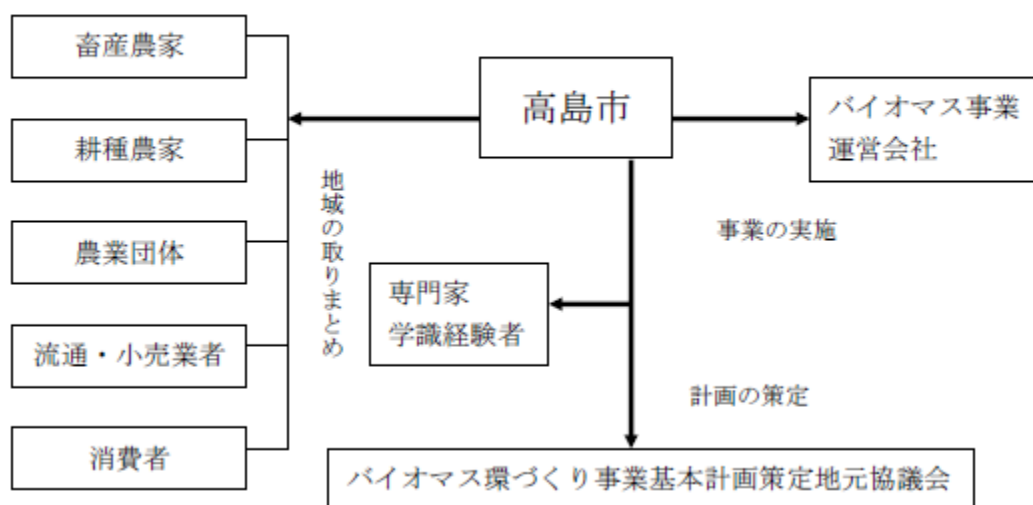 畜産農家
耕種農家
農業団体
流通・小売業者
消費者
地域の取りまとめ
高島市
バイオマス事業
運営会社
事業の実施
専門家
学識経験者
計画の策定
バイオマス環づくり事業基本計画策定地元協議会